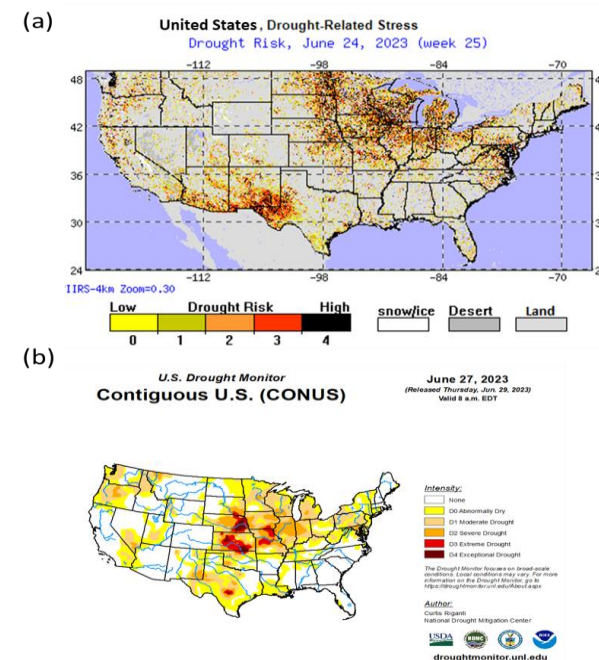 (a)
United States, Drought-Related Stress
Drought Risk, June 24, 2023 (week 25)
-112 -98 -84 -70
48
42
36
30
24
-112 -98 -84 -70
IIRS-4km Zoom=0.30
Low Drought Risk High
0 1 2 3 4
snow/ice Desert Land
(b)
U.S. Drought Monitor
Contiguous U.S. (CONUS)
June 27, 2023
(Released Thursday, Jun. 29, 2023)
Valid 8 a.m. EDT
Intensity:
None
D0 Abnormally Dry
D1 Moderate Drought
D2 Severe Drought
D3 Extreme Drought
D4 Exceptional Drought
The Drought Monitor focuses on broad-scale
conditions. Local conditions may vary. For more
information on the Drought Monitor, go to
https://droughtmonitor.unl.edu/About.aspx
Author:
Curtis Riganti
National Drought Mitigation Center
USDA
droughtmonitor.unl.edu